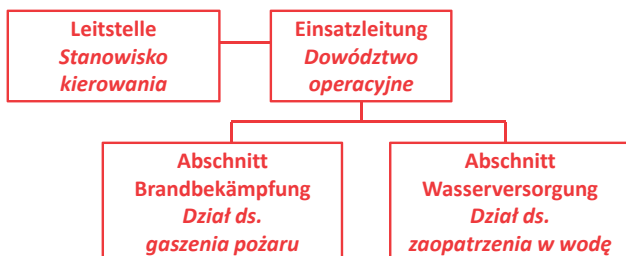 Leitstelle
Stanowisko
kierowania
Einsatzleitung
Dowództwo
operacyjne
Abschnitt
Brandbekämpfung
Dział ds.
gaszenia pożaru
Abschnitt
Wasserversorgung
Dział ds.
zaopatrzenia w wodę